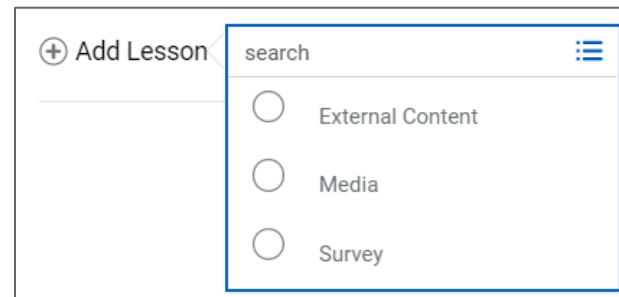 Add Lesson
search
External Content
Media
Survey